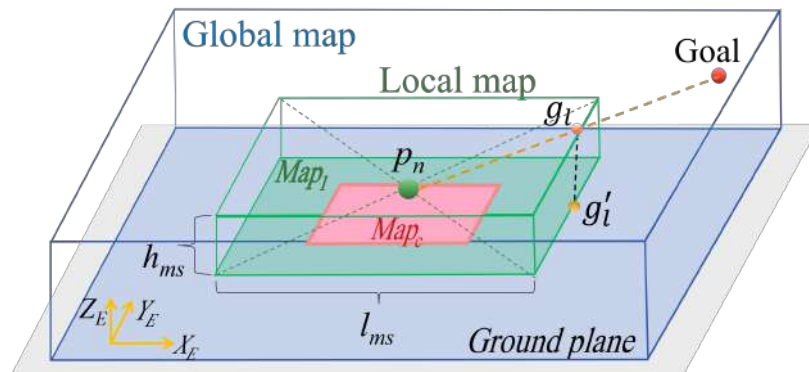 Global map
Goal
Local map
g_l
p_n
Map_l
g'_l
Map_c
h_ms
Z_E
Y_E
X_E
l_ms
Ground plane